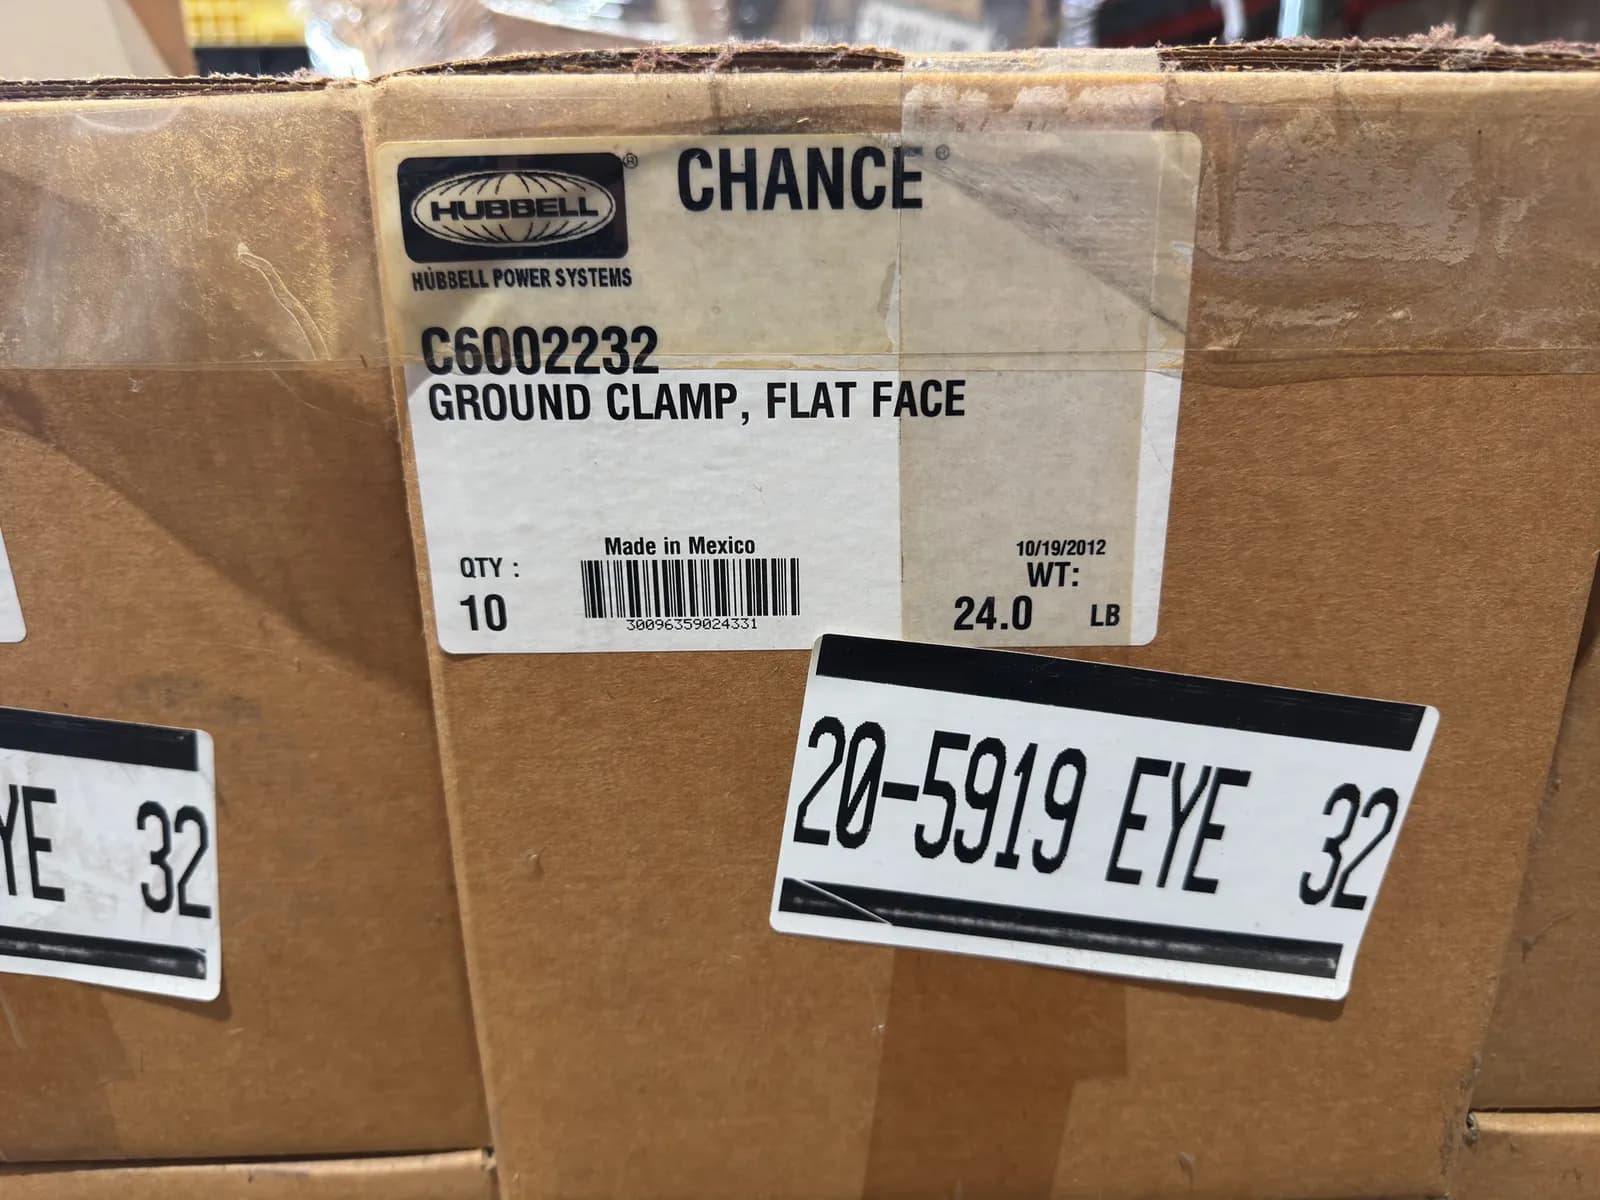 HUBBELL ®
CHANCE ®
HUBBELL POWER SYSTEMS
C6002232
GROUND CLAMP, FLAT FACE
Made in Mexico
QTY :
10
30096359024331
10/19/2012
WT:
24.0 LB
20-5919 EYE 32
YE 32